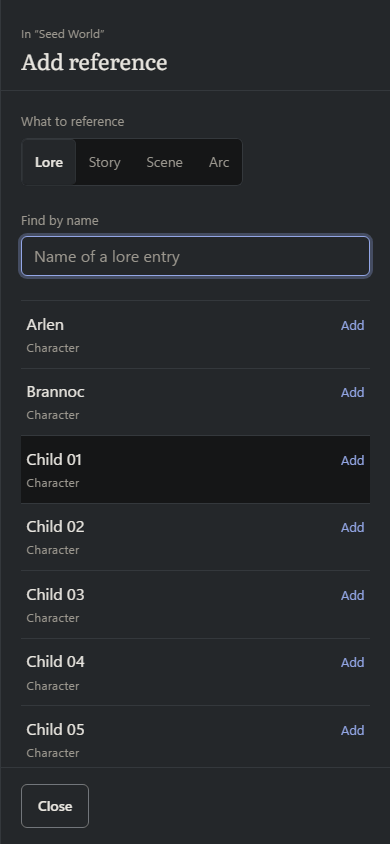 In “Seed World”
Add reference
What to reference
Lore Story Scene Arc
Find by name
Name of a lore entry
Arlen Add
Character
Brannoc Add
Character
Child 01 Add
Character
Child 02 Add
Character
Child 03 Add
Character
Child 04 Add
Character
Child 05 Add
Character
Close